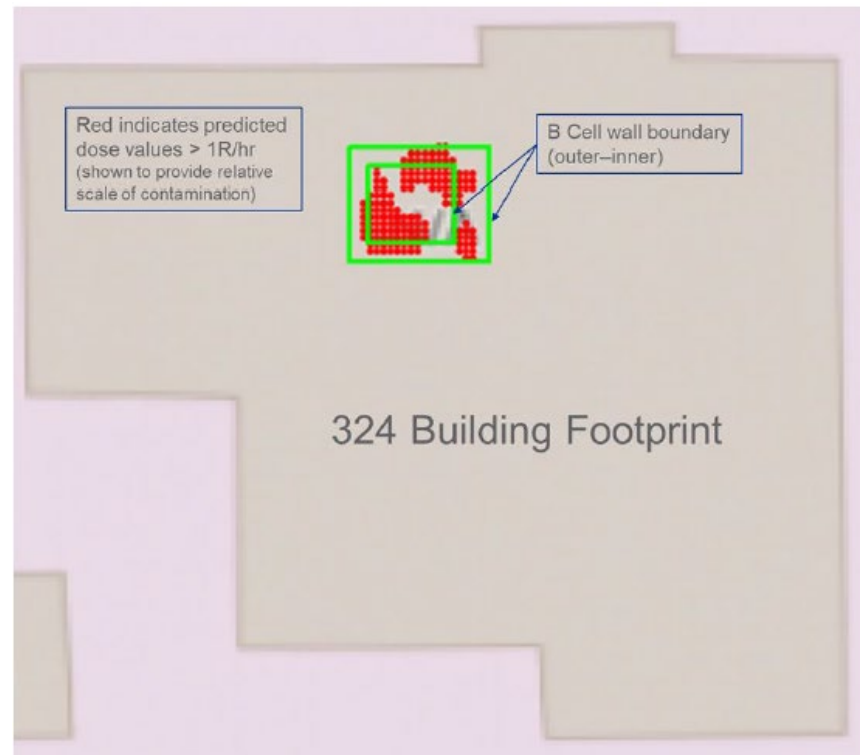 Red indicates predicted
dose values > 1R/hr
(shown to provide relative
scale of contamination)
B Cell wall boundary
(outer–inner)
324 Building Footprint